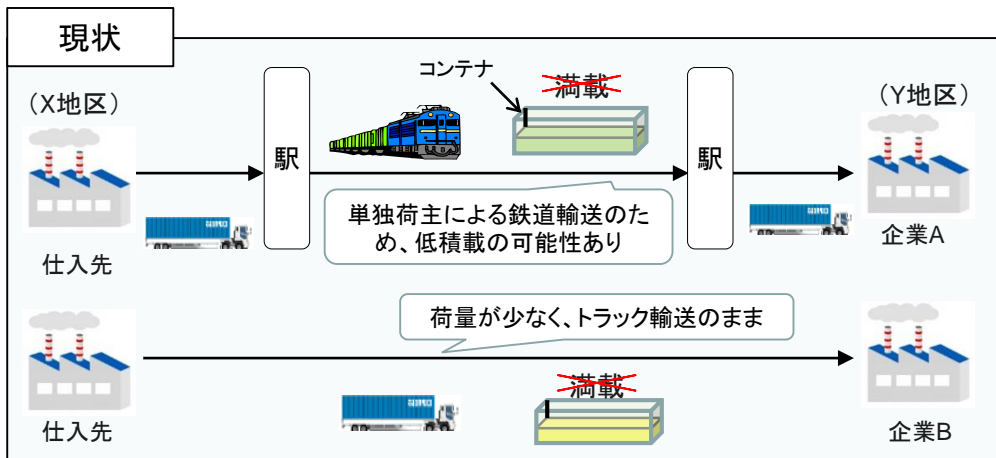 現状
コンテナ
満載
(X地区)
(Y地区)
駅
駅
単独荷主による鉄道輸送のた
め、低積載の可能性あり
仕入先
企業A
荷量が少なく、トラック輸送のまま
満載
仕入先
企業B